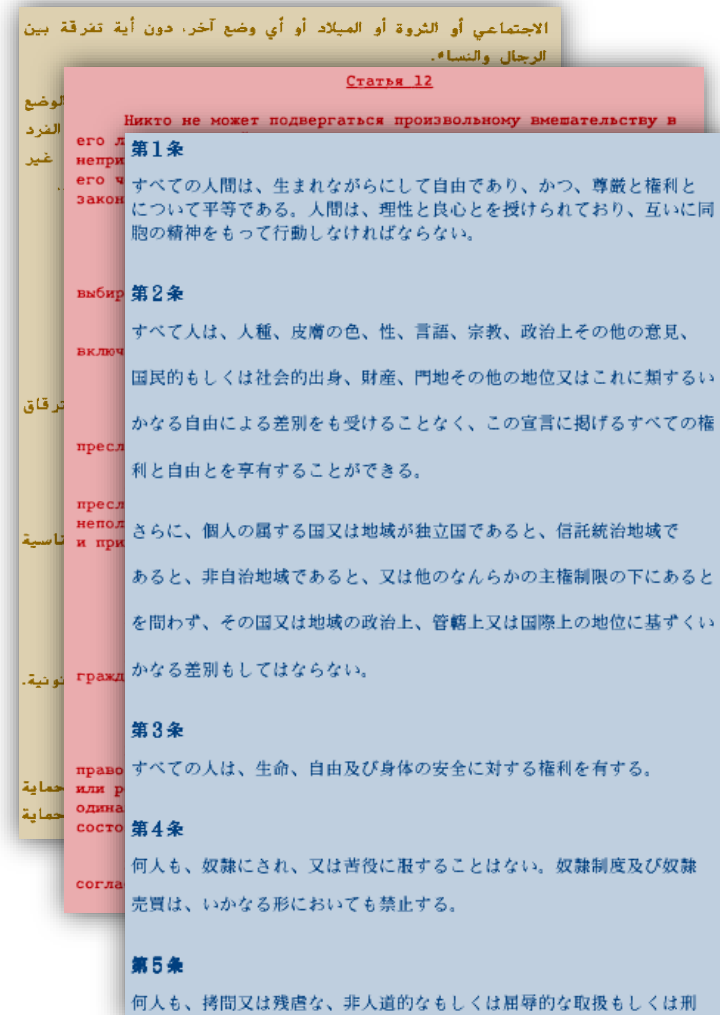 الاجتماعي أو الثروة أو الميلاد أو أي وضع آخر، دون أية تفرقة بين
الرجال والنساء.
الوضع
الفرد
غير
تاسية
حماية
حماية
Статья 12
Никто не может подвергаться произвольному вмешательству в
его
его
закон
выбир
включ
пресл
пресл
непол
и при
гражд
право
или
одина
состо
согла
第1条
すべての人間は、生まれながらにして自由であり、かつ、尊厳と権利と
について平等である。人間は、理性と良心とを授けられており、互いに同
胞の精神をもって行動しなければならない。
第2条
すべて人は、人種、皮膚の色、性、言語、宗教、政治上その他の意見、
国民的もしくは社会的出身、財産、門地その他の地位又はこれに類するい
かなる自由による差別をも受けることなく、この宣言に掲げるすべての権
利と自由とを享有することができる。
さらに、個人の属する国又は地域が独立国であると、信託統治地域で
あると、非自治地域であると、又は他のなんらかの主権制限の下にあると
を問わず、その国又は地域の政治上、管轄上又は国際上の地位に基ずくい
かなる差別もしてはならない。
第3条
すべての人は、生命、自由及び身体の安全に対する権利を有する。
第4条
何人も、奴隷にされ、又は苦役に服することはない。奴隷制度及び奴隷
売買は、いかなる形においても禁止する。
第5条
何人も、拷問又は残虐な、非人道的なもしくは屈辱的な取扱もしくは刑